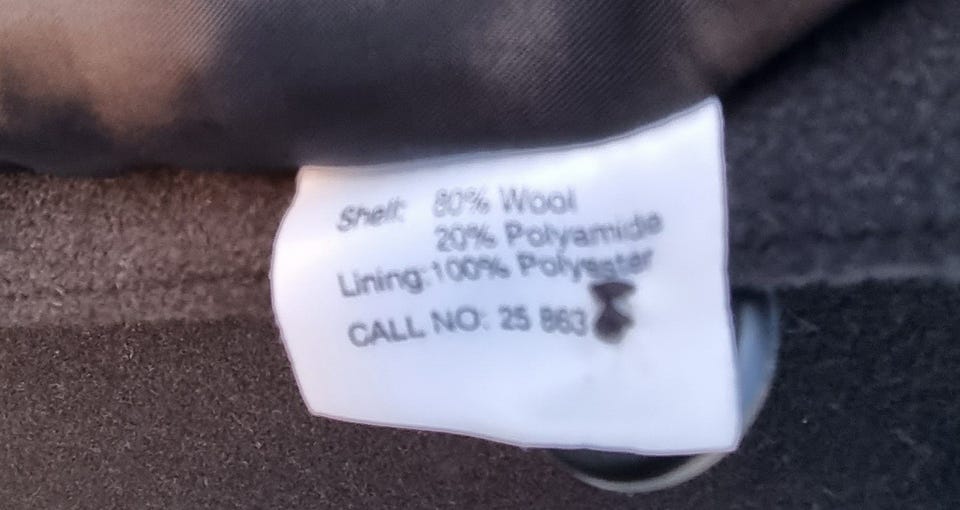 Shell: 80% Wool
20% Polyamide
Lining:100% Polyester
CALL NO: 25 863